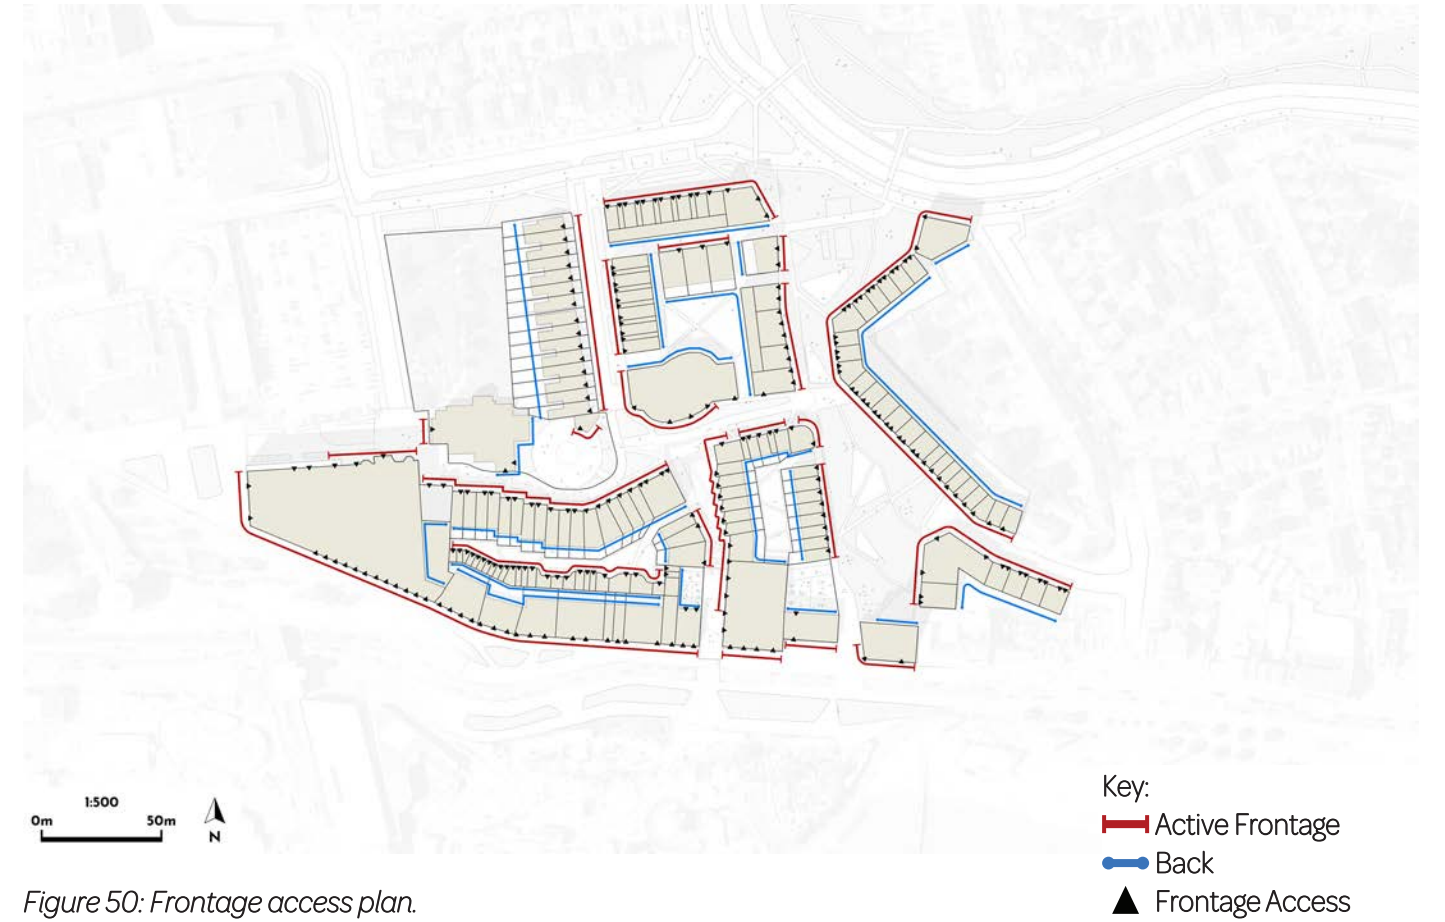 1:500
0m 50m
N
Key:
Active Frontage
Back
Frontage Access
Figure 50: Frontage access plan.